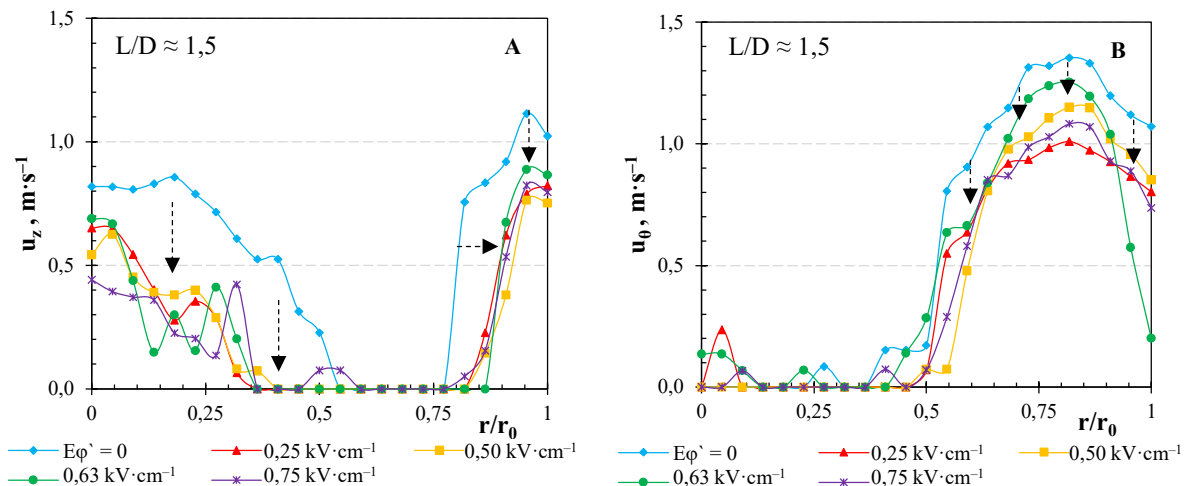 L/D ≈ 1,5
A
u_z , m·s⁻¹
1,5
1,0
0,5
0,0
0
0,25
0,5
0,75
1
r/r₀
Eφ` = 0
0,25 kV·cm⁻¹
0,50 kV·cm⁻¹
0,63 kV·cm⁻¹
0,75 kV·cm⁻¹
L/D ≈ 1,5
B
u_θ , m·s⁻¹
1,5
1,0
0,5
0,0
0
0,25
0,5
0,75
1
r/r₀
Eφ` = 0
0,25 kV·cm⁻¹
0,50 kV·cm⁻¹
0,63 kV·cm⁻¹
0,75 kV·cm⁻¹